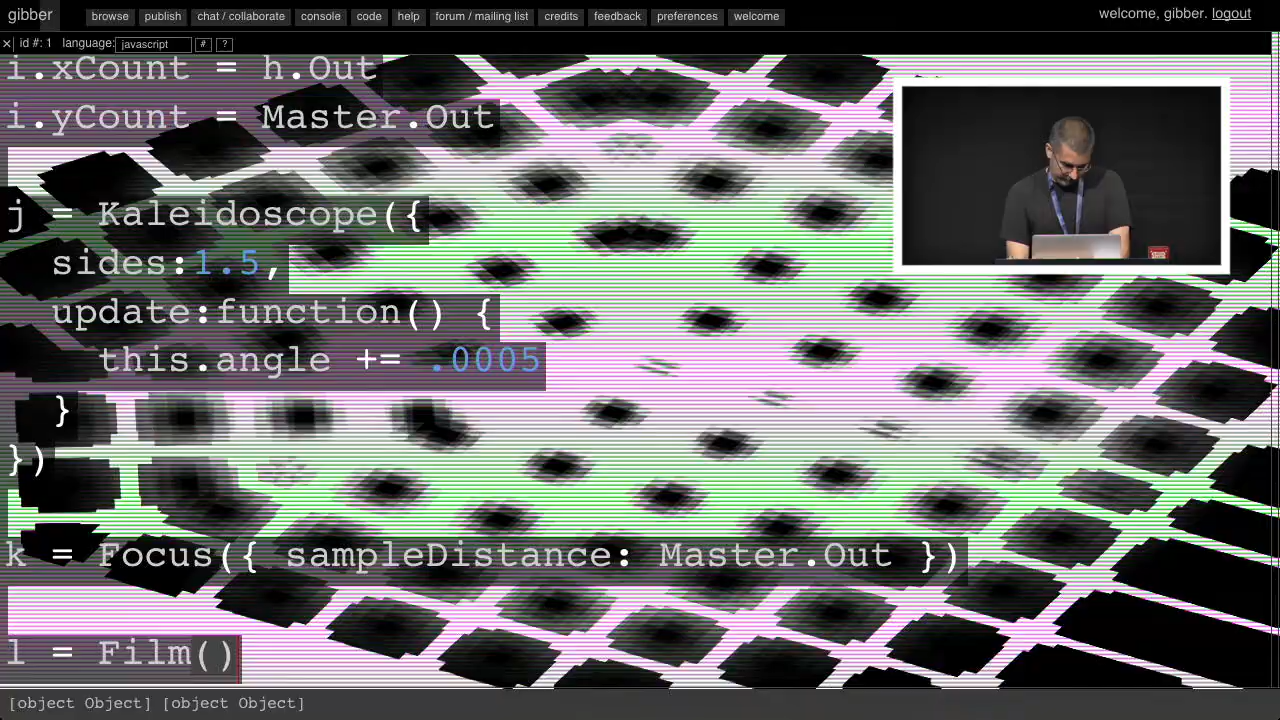 gibber browse publish chat / collaborate console code help forum / mailing list credits feedback preferences welcome welcome, gibber. logout
× id #: 1 language: javascript # ?
i.xCount = h.Out
i.yCount = Master.Out
j = Kaleidoscope({
sides:1.5,
update:function() {
this.angle += .0005
}
})
k = Focus({ sampleDistance: Master.Out })
l = Film()
[object Object] [object Object]